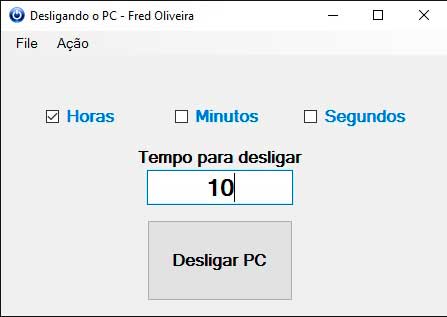 Desligando o PC - Fred Oliveira
File Ação
Horas Minutos Segundos
Tempo para desligar
10
Desligar PC